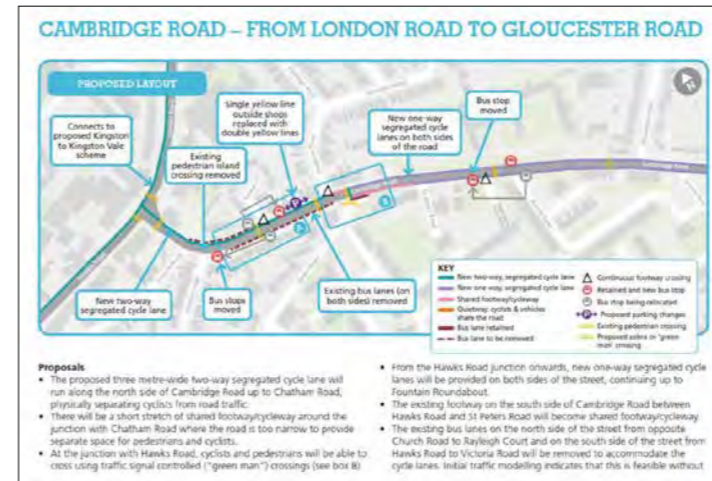 CAMBRIDGE ROAD – FROM LONDON ROAD TO GLOUCESTER ROAD
PROPOSED LAYOUT
Connects to
proposed Kingston
to Kingston Vale
scheme
Existing
pedestrian island
crossing removed
Single yellow line
outside shops
replaced with
double yellow lines
New one-way
segregated cycle
lanes on both sides
of the road
Bus stop
moved
New two-way
segregated cycle lane
Bus stops
moved
Existing bus lanes (on
both sides) removed
KEY
New two-way, segregated cycle lane
New one-way, segregated cycle lane
Shared footway/cycleway
Quietway: cyclists & vehicles
share the road
Bus lane retained
Bus lane to be removed
Continuous footway crossing
Retained and new bus stop
Bus stop being relocated
Proposed parking changes
Existing pedestrian crossing
Proposed zebra or 'green
man' crossing
Proposals
• The proposed three metre-wide two-way segregated cycle lane will
run along the north side of Cambridge Road up to Chatham Road,
physically separating cyclists from road traffic.
• There will be a short stretch of shared footway/cycleway around the
junction with Chatham Road where the road is too narrow to provide
separate space for pedestrians and cyclists.
• At the junction with Hawks Road, cyclists and pedestrians will be able to
cross using traffic signal controlled ("green man") crossings (see box B)
• From the Hawks Road junction onwards, new one-way segregated cycle
lanes will be provided on both sides of the street, continuing up to
Fountain Roundabout.
• The existing footway on the south side of Cambridge Road between
Hawks Road and St Peters Road will become shared footway/cycleway.
• The existing bus lanes on the north side of the street from opposite
Church Road to Rayleigh Court and on the south side of the street from
Hawks Road to Victoria Road will be removed to accommodate the
cycle lanes. Initial traffic modelling indicates that this is feasible without